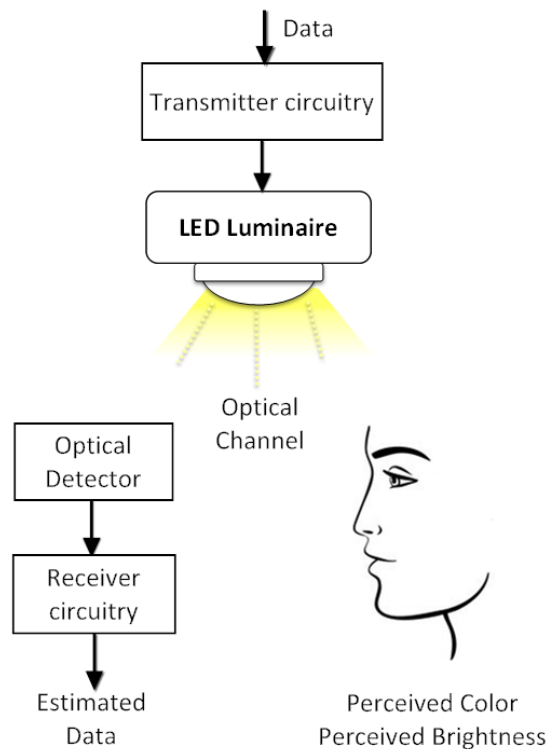 Data
Transmitter circuitry
LED Luminaire
Optical
Channel
Optical
Detector
Receiver
circuitry
Estimated
Data
Perceived Color
Perceived Brightness